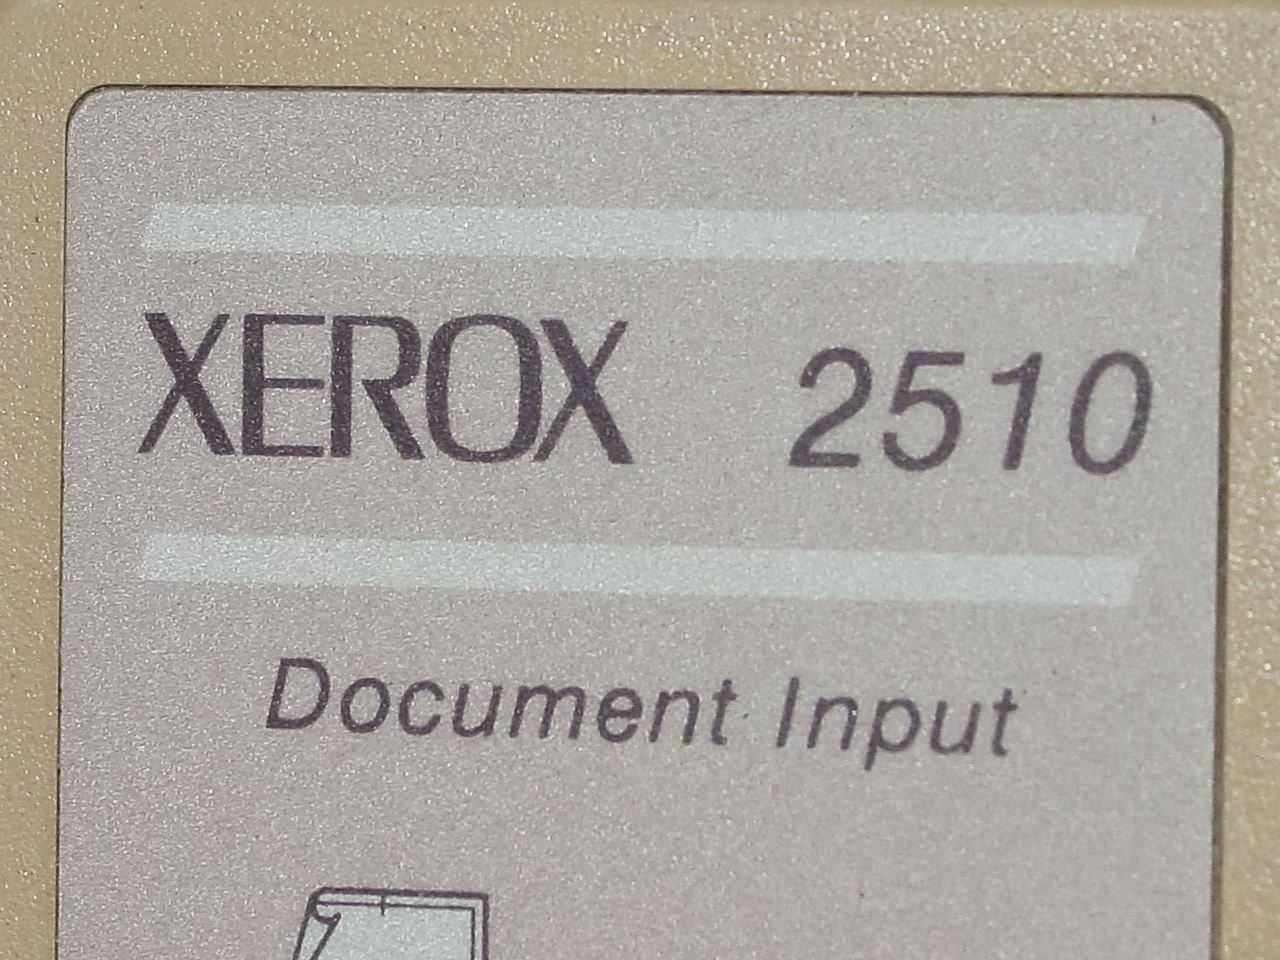 XEROX 2510
Document Input